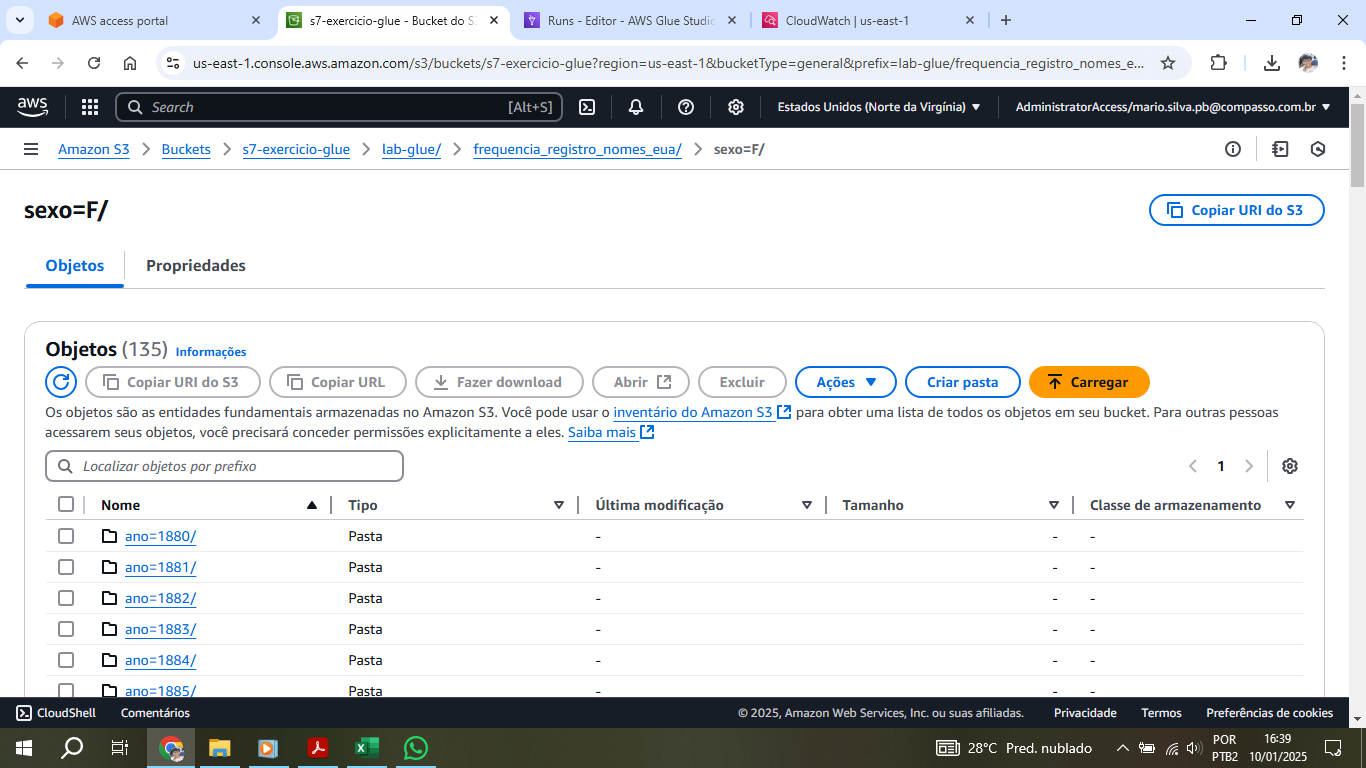 AWS access portal
s7-exercicio-glue - Bucket do S3
Runs - Editor - AWS Glue Studio
CloudWatch | us-east-1
us-east-1.console.aws.amazon.com/s3/buckets/s7-exercicio-glue?region=us-east-1&bucketType=general&prefix=lab-glue/frequencia_registro_nomes_e...
aws
Search
[Alt+S]
Estados Unidos (Norte da Virgínia)
AdministratorAccess/mario.silva.pb@compasso.com.br
Amazon S3
Buckets
s7-exercicio-glue
lab-glue/
frequencia_registro_nomes_eua/
sexo=F/
sexo=F/
Copiar URI do S3
Objetos
Propriedades
Objetos (135) Informações
Copiar URI do S3
Copiar URL
Fazer download
Abrir
Excluir
Ações
Criar pasta
Carregar
Os objetos são as entidades fundamentais armazenadas no Amazon S3. Você pode usar o inventário do Amazon S3 para obter uma lista de todos os objetos em seu bucket. Para outras pessoas
acessarem seus objetos, você precisará conceder permissões explicitamente a eles. Saiba mais
Localizar objetos por prefixo
1
Nome Tipo Última modificação Tamanho Classe de armazenamento
ano=1880/ Pasta - - -
ano=1881/ Pasta - - -
ano=1882/ Pasta - - -
ano=1883/ Pasta - - -
ano=1884/ Pasta - - -
ano=1885/ Pasta - - -
CloudShell
Comentários
© 2025, Amazon Web Services, Inc. ou suas afiliadas.
Privacidade
Termos
Preferências de cookies
28°C Pred. nublado
POR
PTB2
16:39
10/01/2025